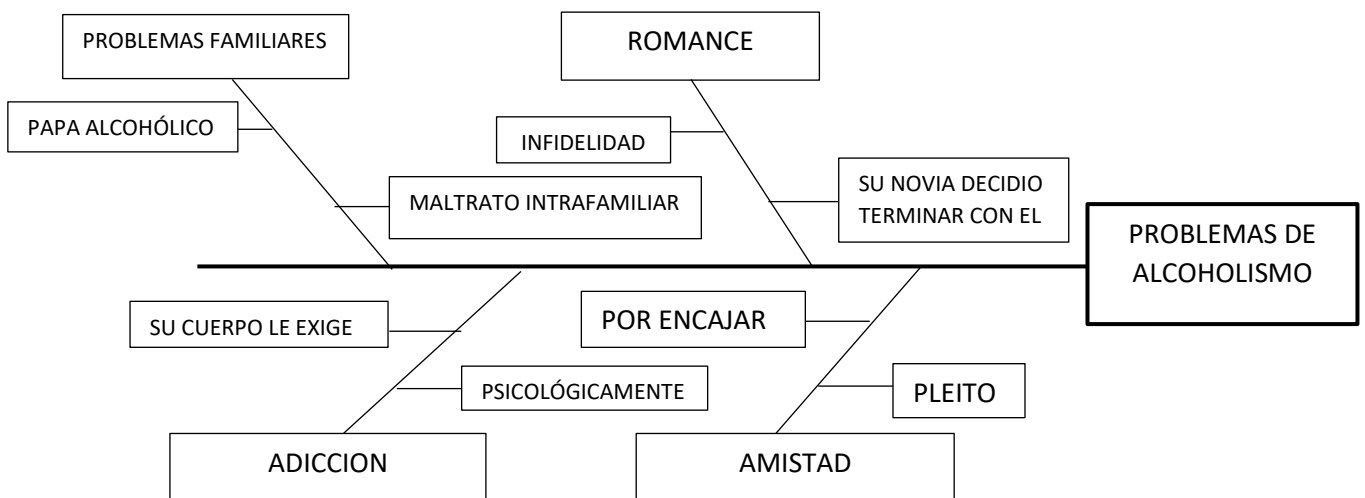 PROBLEMAS FAMILIARES
ROMANCE
PAPA ALCOHÓLICO
INFIDELIDAD
MALTRATO INTRAFAMILIAR
SU NOVIA DECIDIO
TERMINAR CON EL
PROBLEMAS DE
ALCOHOLISMO
SU CUERPO LE EXIGE
POR ENCAJAR
PSICOLÓGICAMENTE
PLEITO
ADICCION
AMISTAD